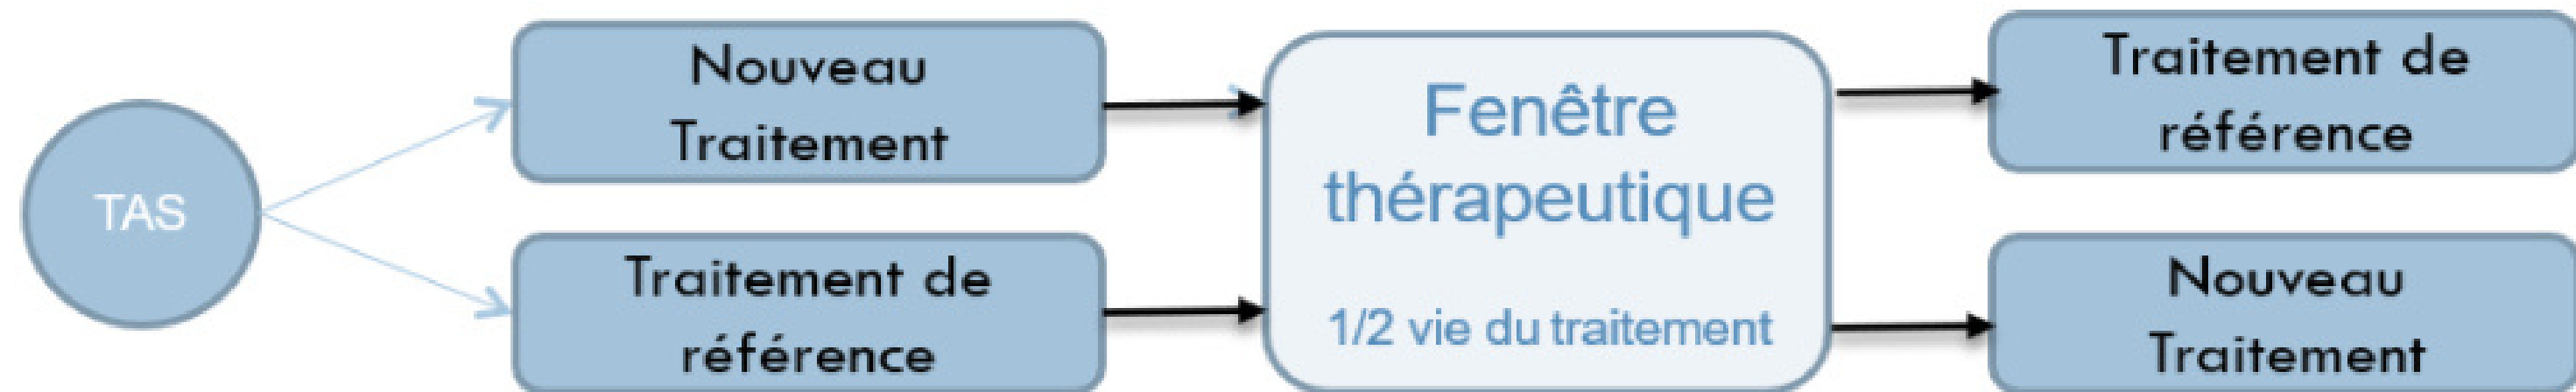 TAS
Nouveau
Traitement
Traitement de
référence
Fenêtre
thérapeutique
1/2 vie du traitement
Traitement de
référence
Nouveau
Traitement